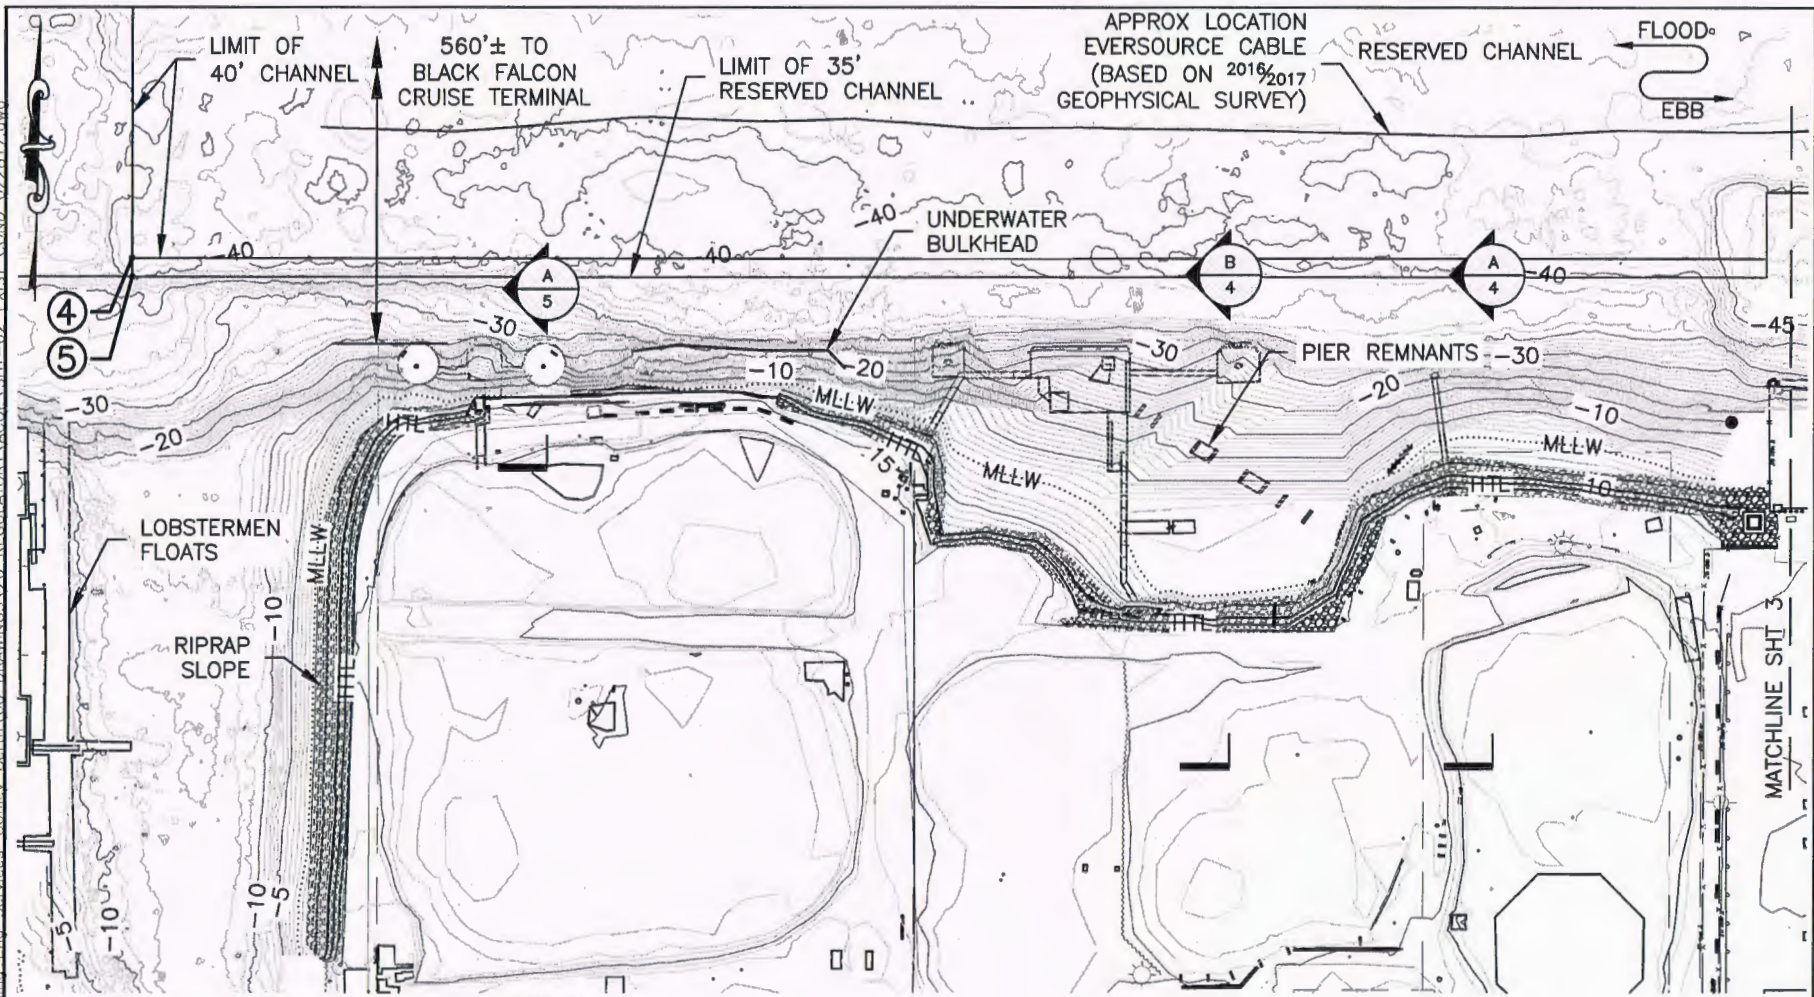 LIMIT OF
40' CHANNEL
560'± TO
BLACK FALCON
CRUISE TERMINAL
LIMIT OF 35'
RESERVED CHANNEL
APPROX LOCATION
EVERSOURCE CABLE
(BASED ON 2016/2017
GEOPHYSICAL SURVEY)
RESERVED CHANNEL
FLOOD
EBB
-40
UNDERWATER
BULKHEAD
-40
-40
A
5
B
4
A
4
-40
4
5
-30
-45
-30
PIER REMNANTS
-30
-10
-20
-20
-30
-20
MLLW
HTL
-10
MLLW
HTL
15
MLLW
HTL
10
LOBSTERMEN
FLOATS
MLLW
-10
RIPRAP
SLOPE
HTL
HTL
MATCHLINE SHT 3
-10
-5
-5
-10